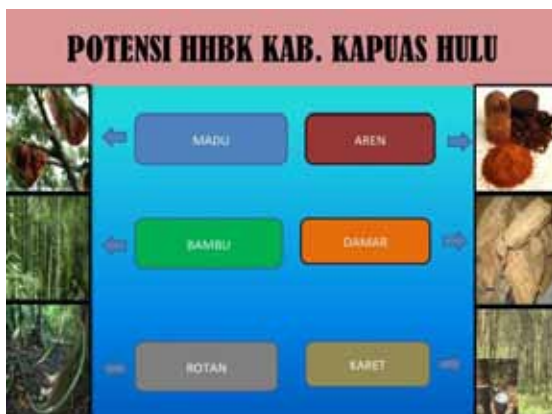 POTENSI HHBK KAB. KAPUAS HULU
MADU
AREN
BAMBU
DAMAR
ROTAN
KARET